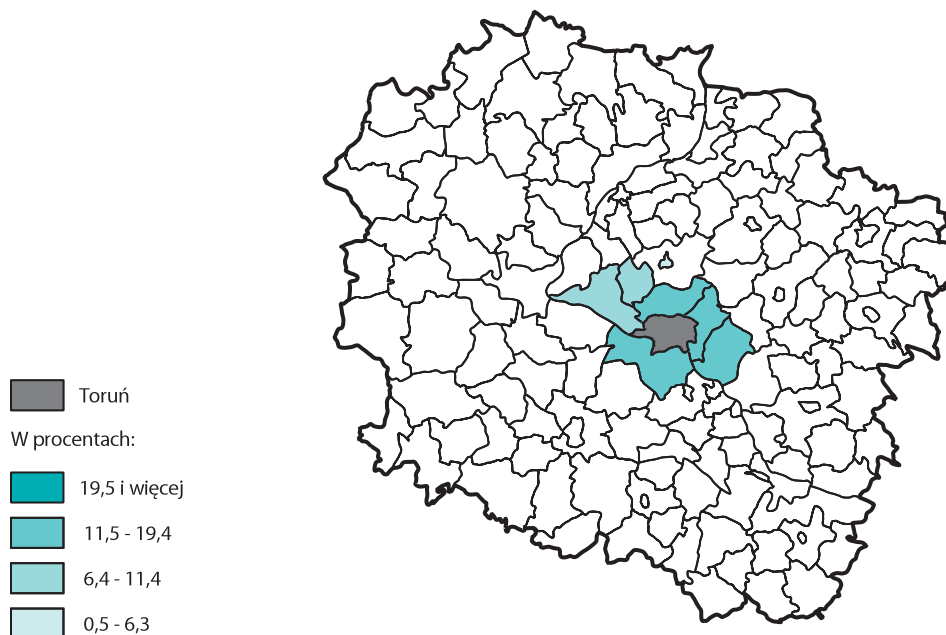 Toruń
W procentach:
19,5 i więcej
11,5 - 19,4
6,4 - 11,4
0,5 - 6,3